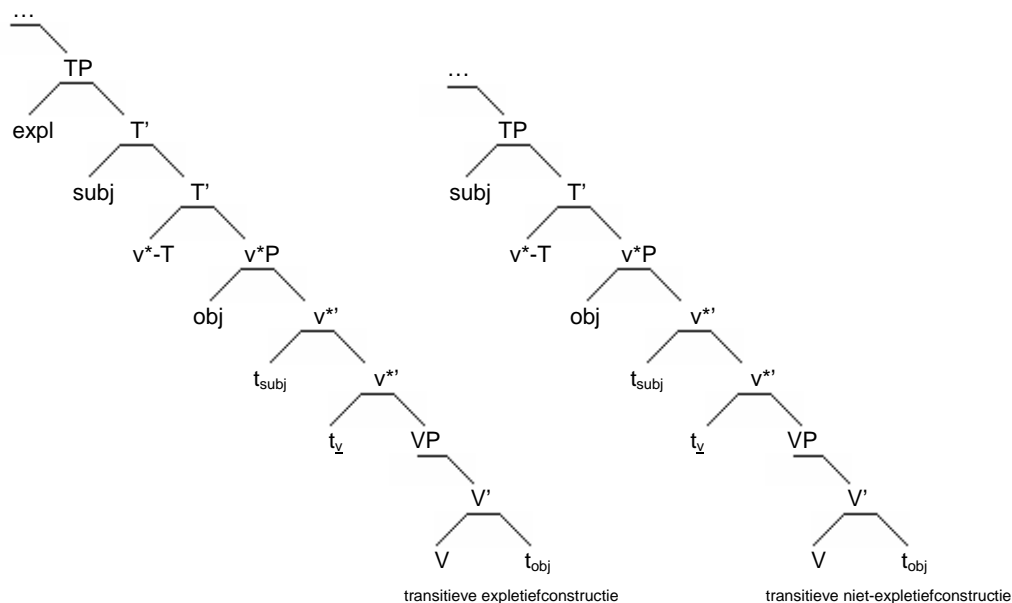 …
TP
expl T’
subj T’
v*-T v*P
obj v*’
tsubj v*’
tv VP
V’
V tobj
transitieve expletiefconstructie
…
TP
subj T’
v*-T v*P
obj v*’
tsubj v*’
tv VP
V’
V tobj
transitieve niet-expletiefconstructie